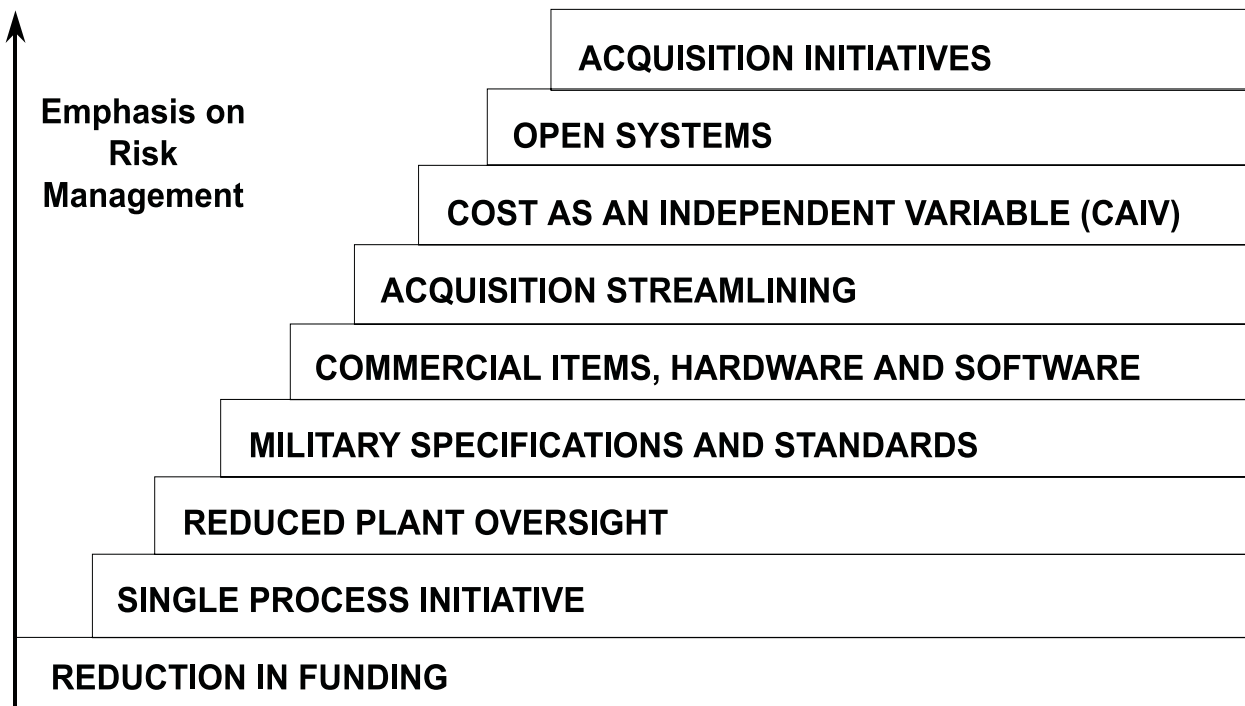 ACQUISITION INITIATIVES
Emphasis on
Risk
Management
OPEN SYSTEMS
COST AS AN INDEPENDENT VARIABLE (CAIV)
ACQUISITION STREAMLINING
COMMERCIAL ITEMS, HARDWARE AND SOFTWARE
MILITARY SPECIFICATIONS AND STANDARDS
REDUCED PLANT OVERSIGHT
SINGLE PROCESS INITIATIVE
REDUCTION IN FUNDING